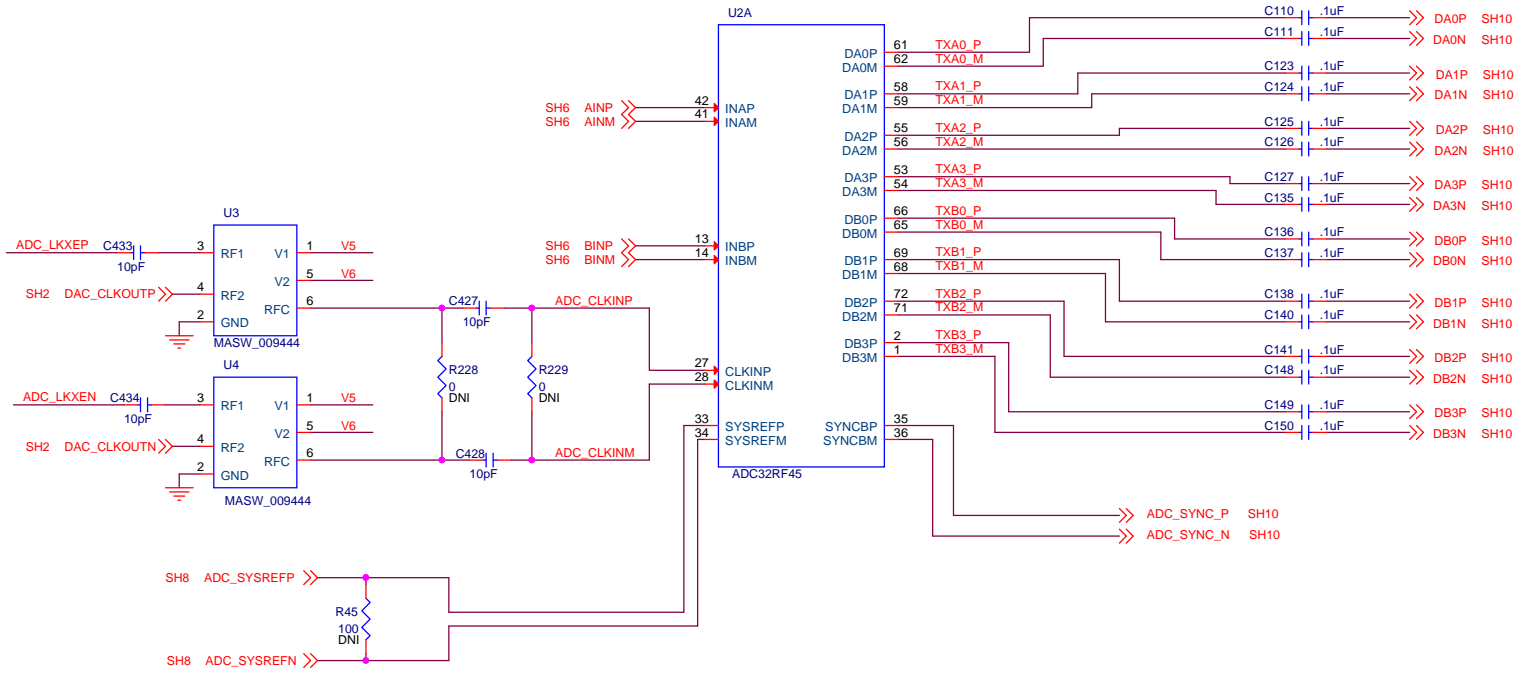 U2A
C110 .1uF DA0P SH10
C111 .1uF DA0N SH10
61 TXA0_P
DA0P
62 TXA0_M
DA0M
C123 .1uF DA1P SH10
C124 .1uF DA1N SH10
58 TXA1_P
DA1P
59 TXA1_M
DA1M
SH6 AINP 42 INAP
SH6 AINM 41 INAM
C125 .1uF DA2P SH10
C126 .1uF DA2N SH10
55 TXA2_P
DA2P
56 TXA2_M
DA2M
53 TXA3_P
DA3P
54 TXA3_M
DA3M
C127 .1uF DA3P SH10
C135 .1uF DA3N SH10
66 TXB0_P
DB0P
65 TXB0_M
DB0M
C136 .1uF DB0P SH10
C137 .1uF DB0N SH10
SH6 BINP 13 INBP
SH6 BINM 14 INBM
69 TXB1_P
DB1P
68 TXB1_M
DB1M
C138 .1uF DB1P SH10
C140 .1uF DB1N SH10
72 TXB2_P
DB2P
71 TXB2_M
DB2M
2 TXB3_P
DB3P
1 TXB3_M
DB3M
C141 .1uF DB2P SH10
C148 .1uF DB2N SH10
C149 .1uF DB3P SH10
C150 .1uF DB3N SH10
U3
ADC_LKXEP C433 3 RF1 V1 1 V5
10pF
V2 5 V6
SH2 DAC_CLKOUTP 4 RF2
RFC 6
2 GND
MASW_009444
C427 ADC_CLKINP
10pF
R228
0
DNI
R229
0
DNI
27 CLKINP
28 CLKINM
U4
ADC_LKXEN C434 3 RF1 V1 1 V5
10pF
V2 5 V6
SH2 DAC_CLKOUTN 4 RF2
RFC 6
2 GND
MASW_009444
C428 ADC_CLKINM
10pF
33 SYSREFP SYNCBP 35
34 SYSREFM SYNCBM 36
ADC32RF45
ADC_SYNC_P SH10
ADC_SYNC_N SH10
SH8 ADC_SYSREFP
R45
100
DNI
SH8 ADC_SYSREFN